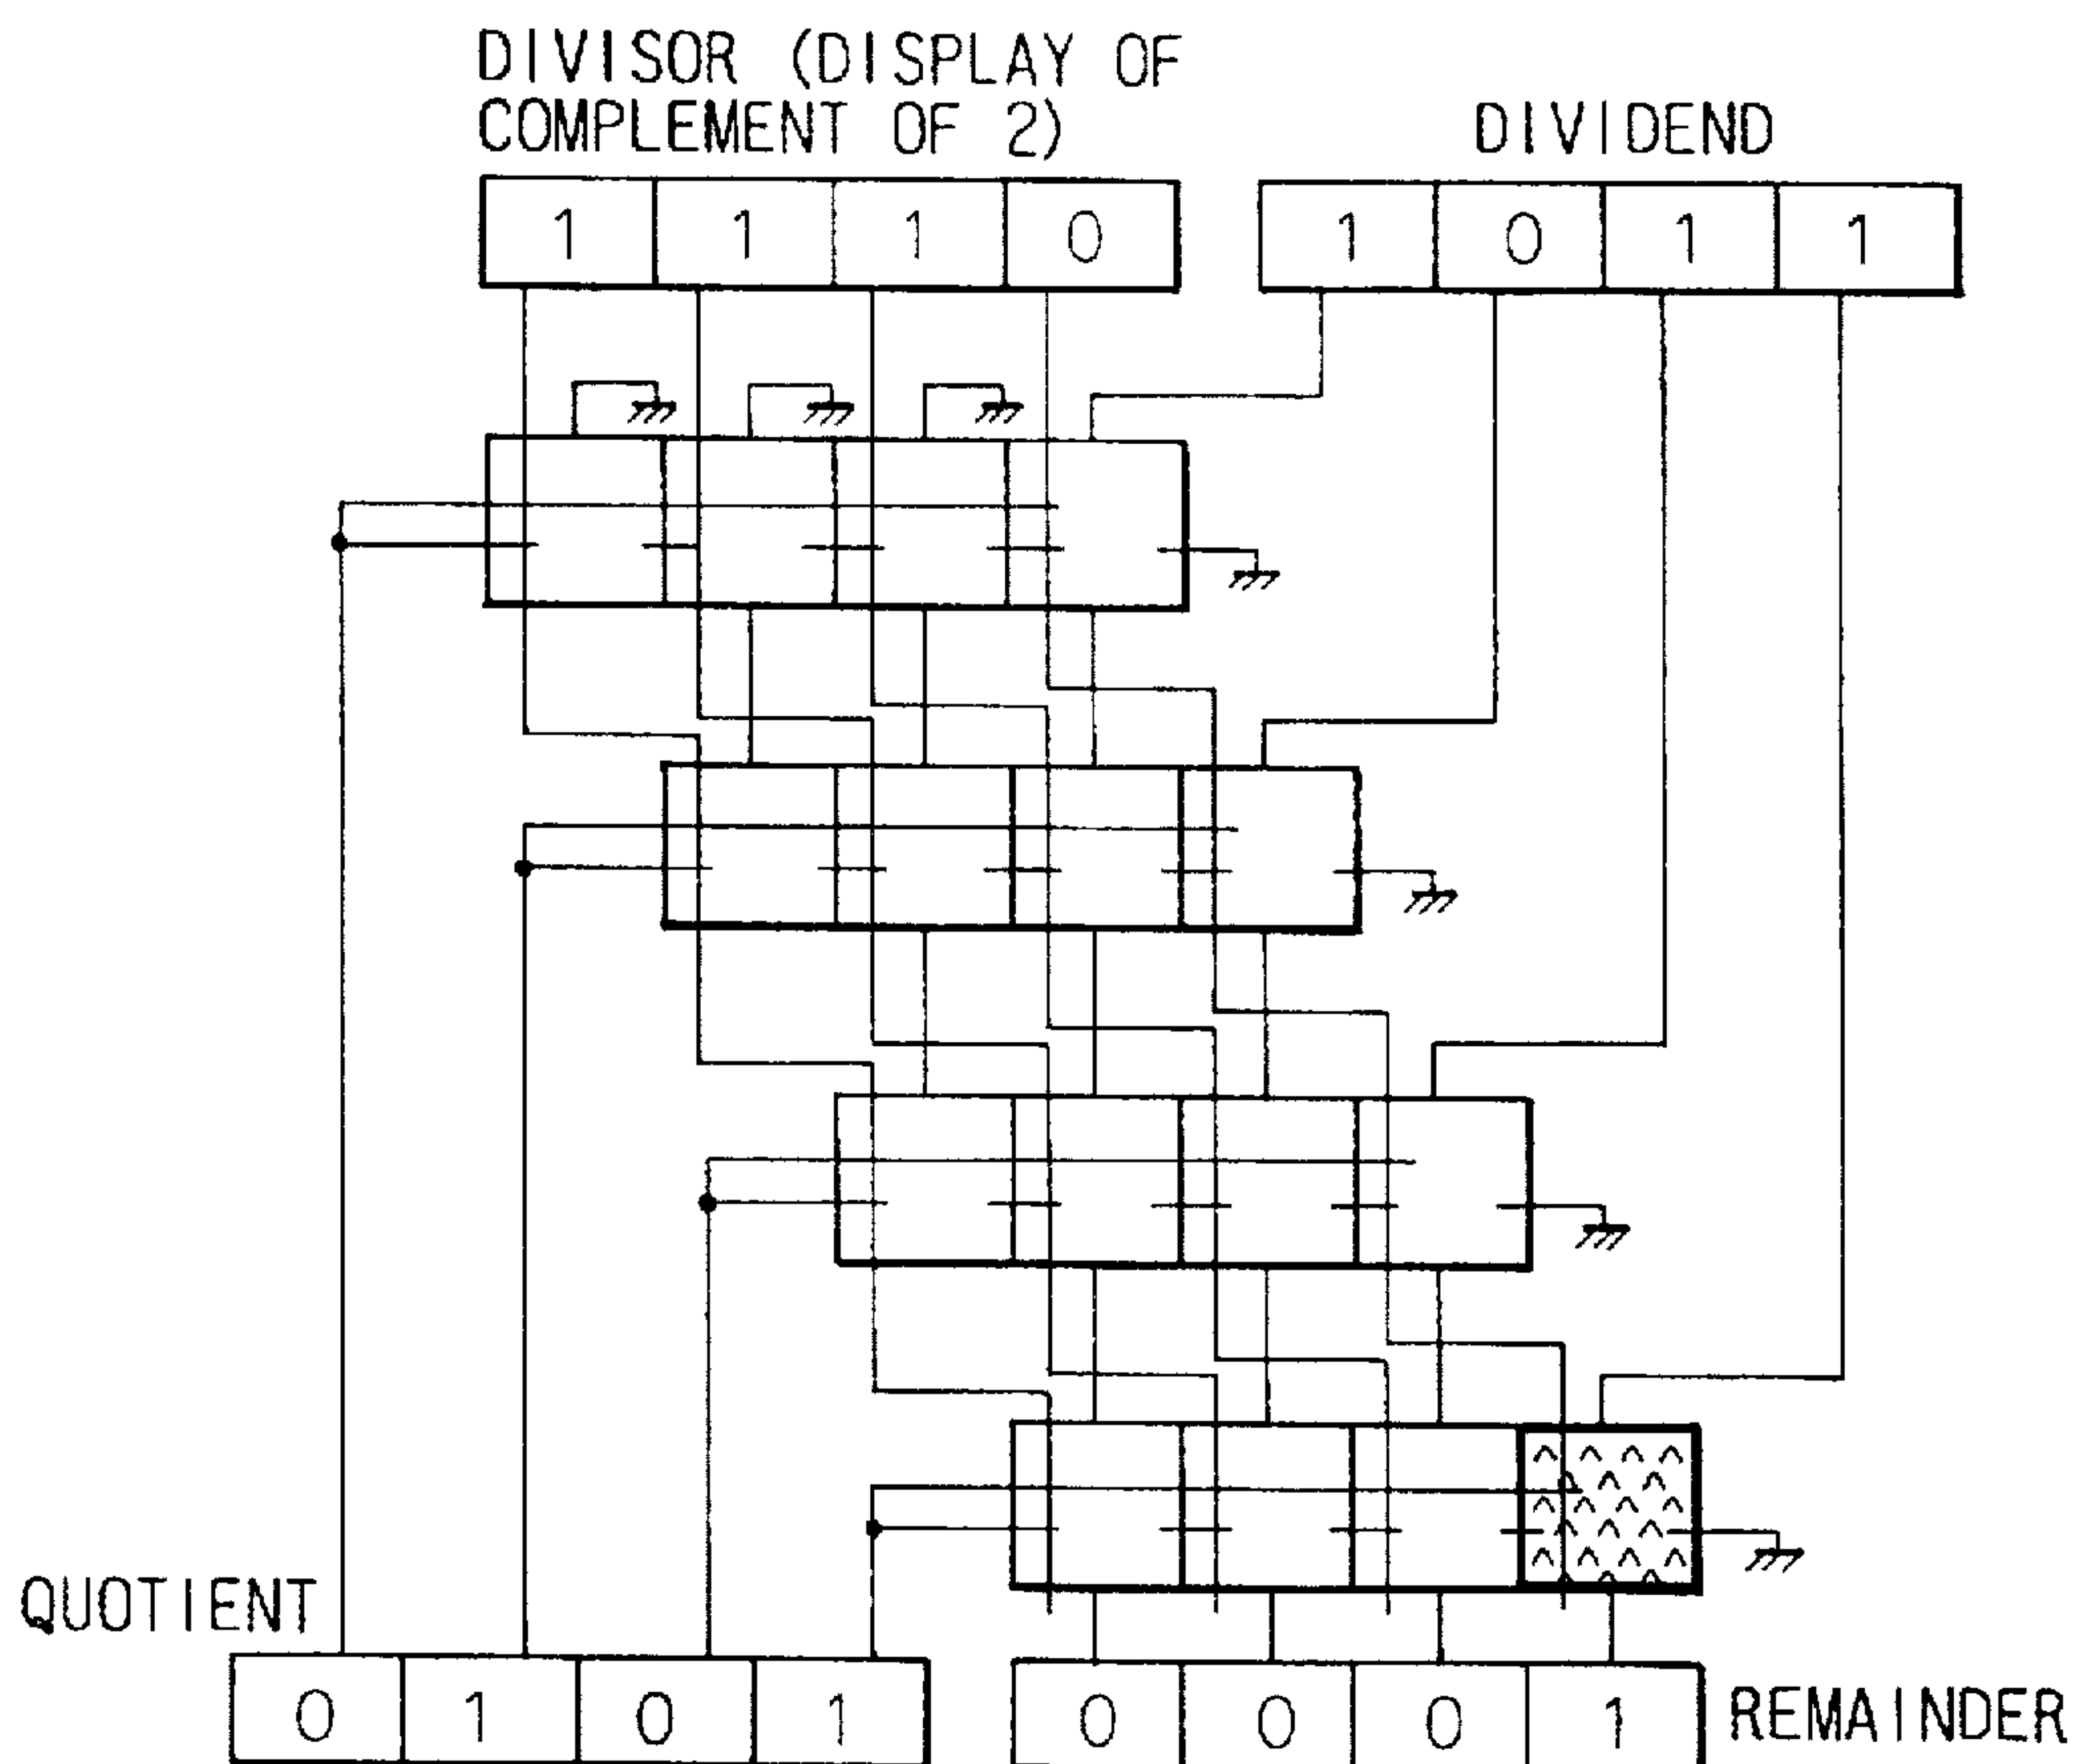 DIVISOR (DISPLAY OF
COMPLEMENT OF 2)
DIVIDEND
1 1 1 0
1 0 1 1
QUOTIENT
0 1 0 1
0 0 0 1
REMAINDER